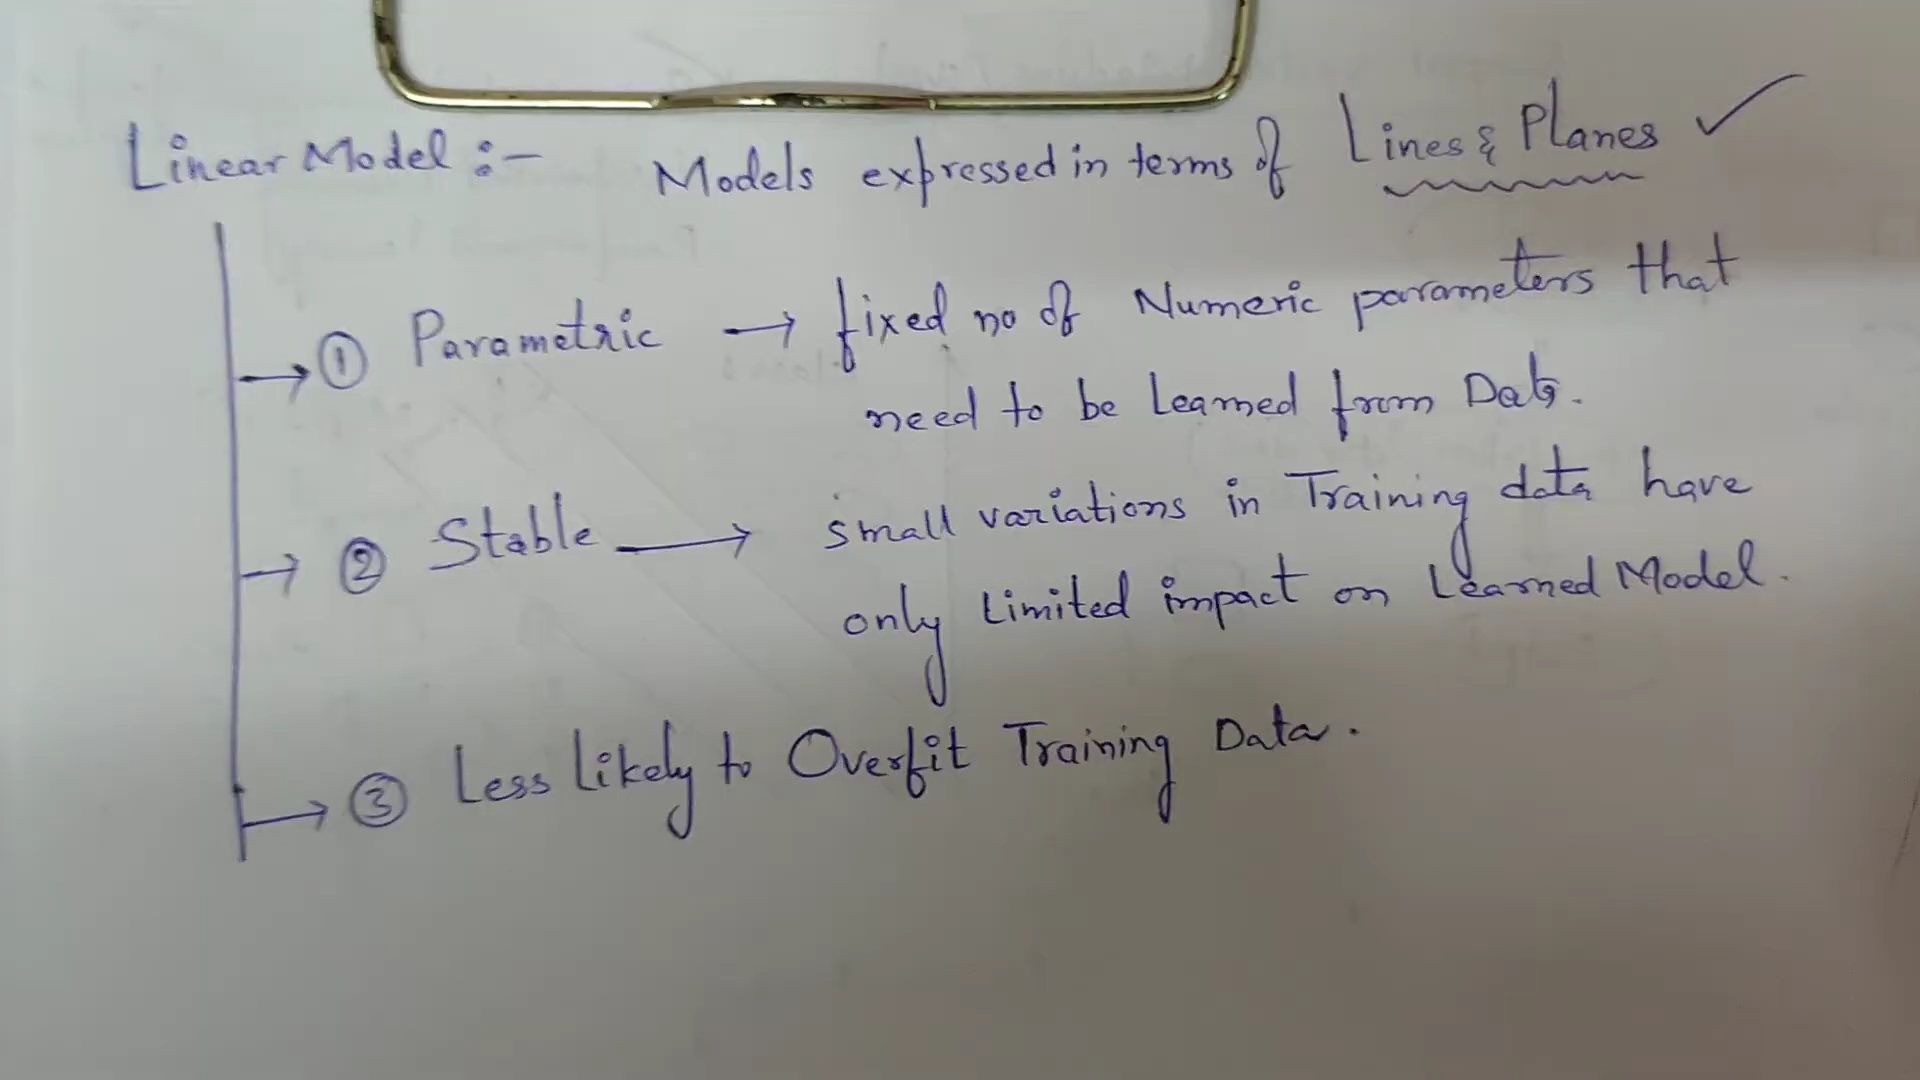 Linear Model :- Models expressed in terms of Lines & Planes ✓
→ ① Parametric → fixed no of Numeric parameters that
need to be Learned from Data.
→ ② Stable → small variations in Training data have
only Limited impact on Learned Model.
→ ③ Less Likely to Overfit Training Data.